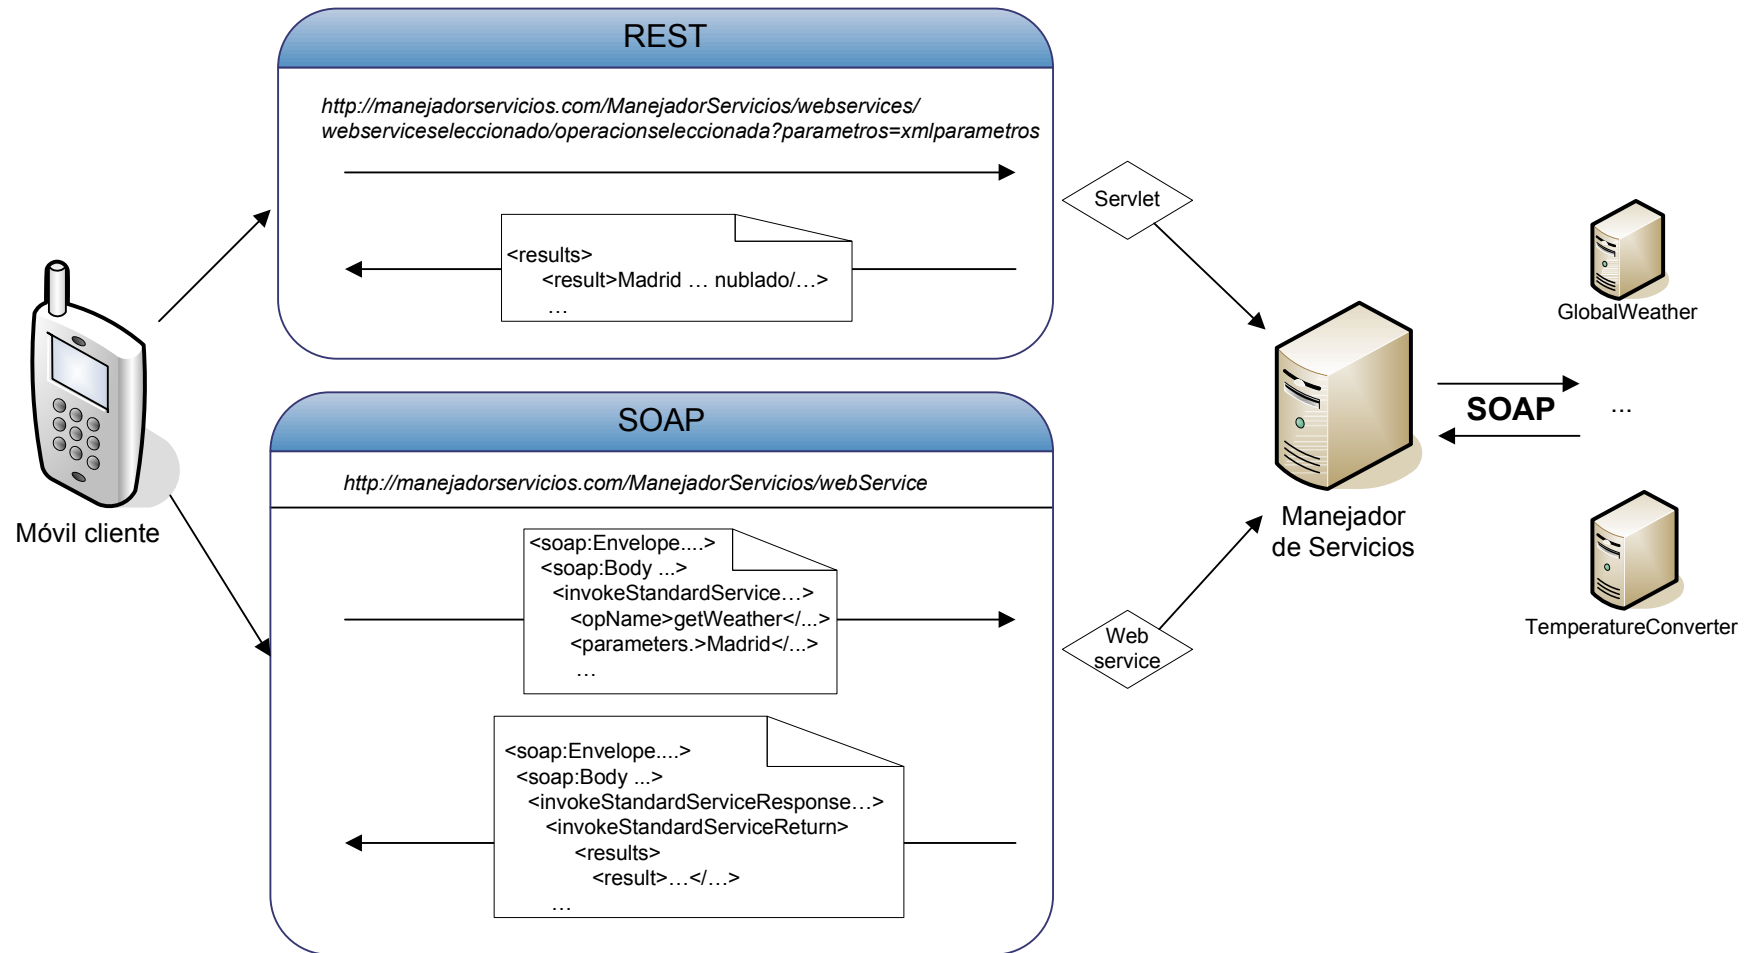 REST
http://manejadorservicios.com/ManejadorServicios/webservices/
webserviceseleccionado/operacionseleccionada?parametros=xmlparametros
<results>
<result>Madrid … nublado/…>
…
Servlet
GlobalWeather
Móvil cliente
SOAP
http://manejadorservicios.com/ManejadorServicios/webService
<soap:Envelope....>
<soap:Body ...>
<invokeStandardService…>
<opName>getWeather</...>
<parameters.>Madrid</...>
…
<soap:Envelope....>
<soap:Body ...>
<invokeStandardServiceResponse…>
<invokeStandardServiceReturn>
<results>
<result>…</…>
…
Web
service
Manejador
de Servicios
SOAP
...
TemperatureConverter